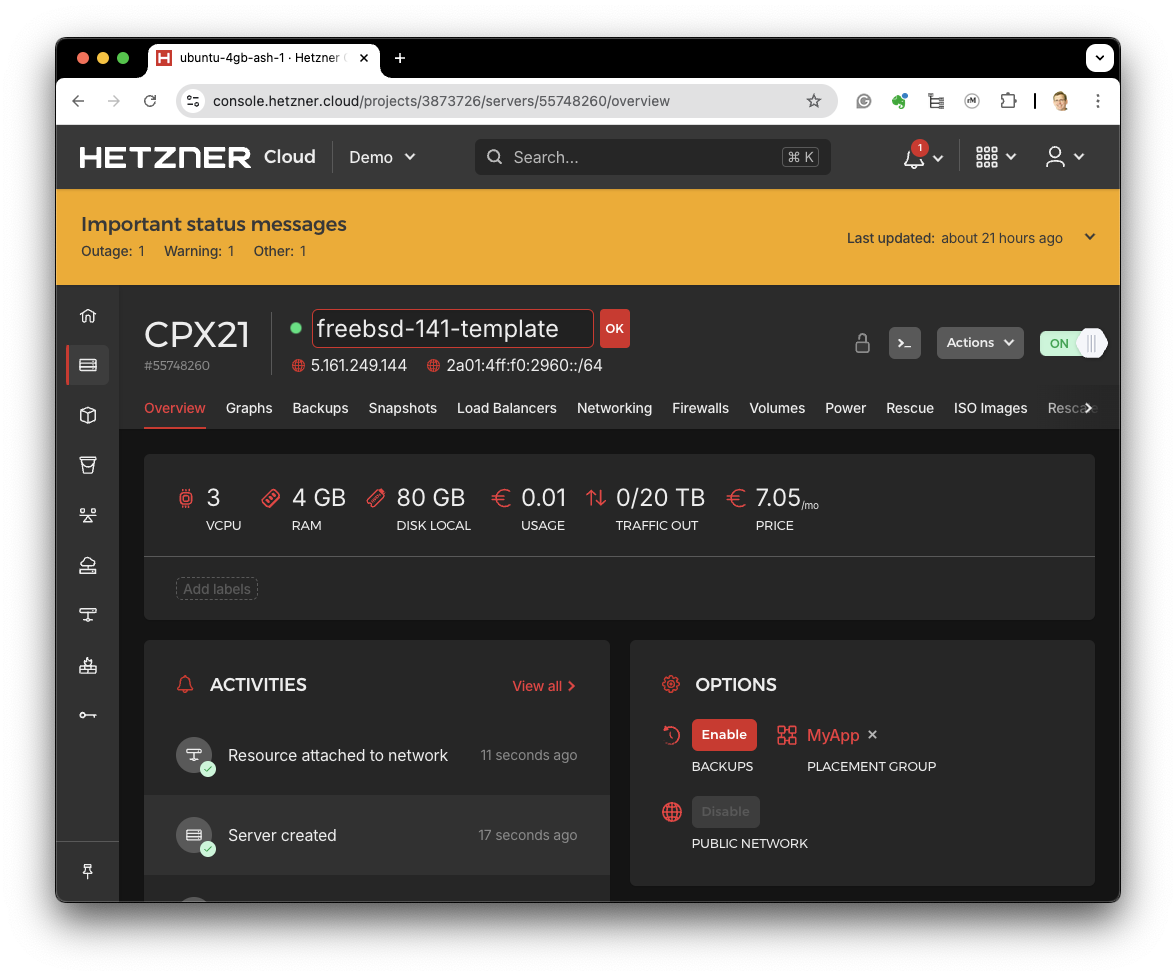 ubuntu-4gb-ash-1 · Hetzner
console.hetzner.cloud/projects/3873726/servers/55748260/overview
HETZNER Cloud Demo Search... ⌘ K 1
Important status messages
Outage: 1 Warning: 1 Other: 1
Last updated: about 21 hours ago
CPX21
#55748260
freebsd-141-template OK
5.161.249.144 2a01:4ff:f0:2960::/64
>_ Actions ON
Overview Graphs Backups Snapshots Load Balancers Networking Firewalls Volumes Power Rescue ISO Images Rescale
3 4 GB 80 GB € 0.01 0/20 TB € 7.05/mo
VCPU RAM DISK LOCAL USAGE TRAFFIC OUT PRICE
Add labels
ACTIVITIES View all
Resource attached to network 11 seconds ago
Server created 17 seconds ago
OPTIONS
Enable MyApp ×
BACKUPS PLACEMENT GROUP
Disable
PUBLIC NETWORK